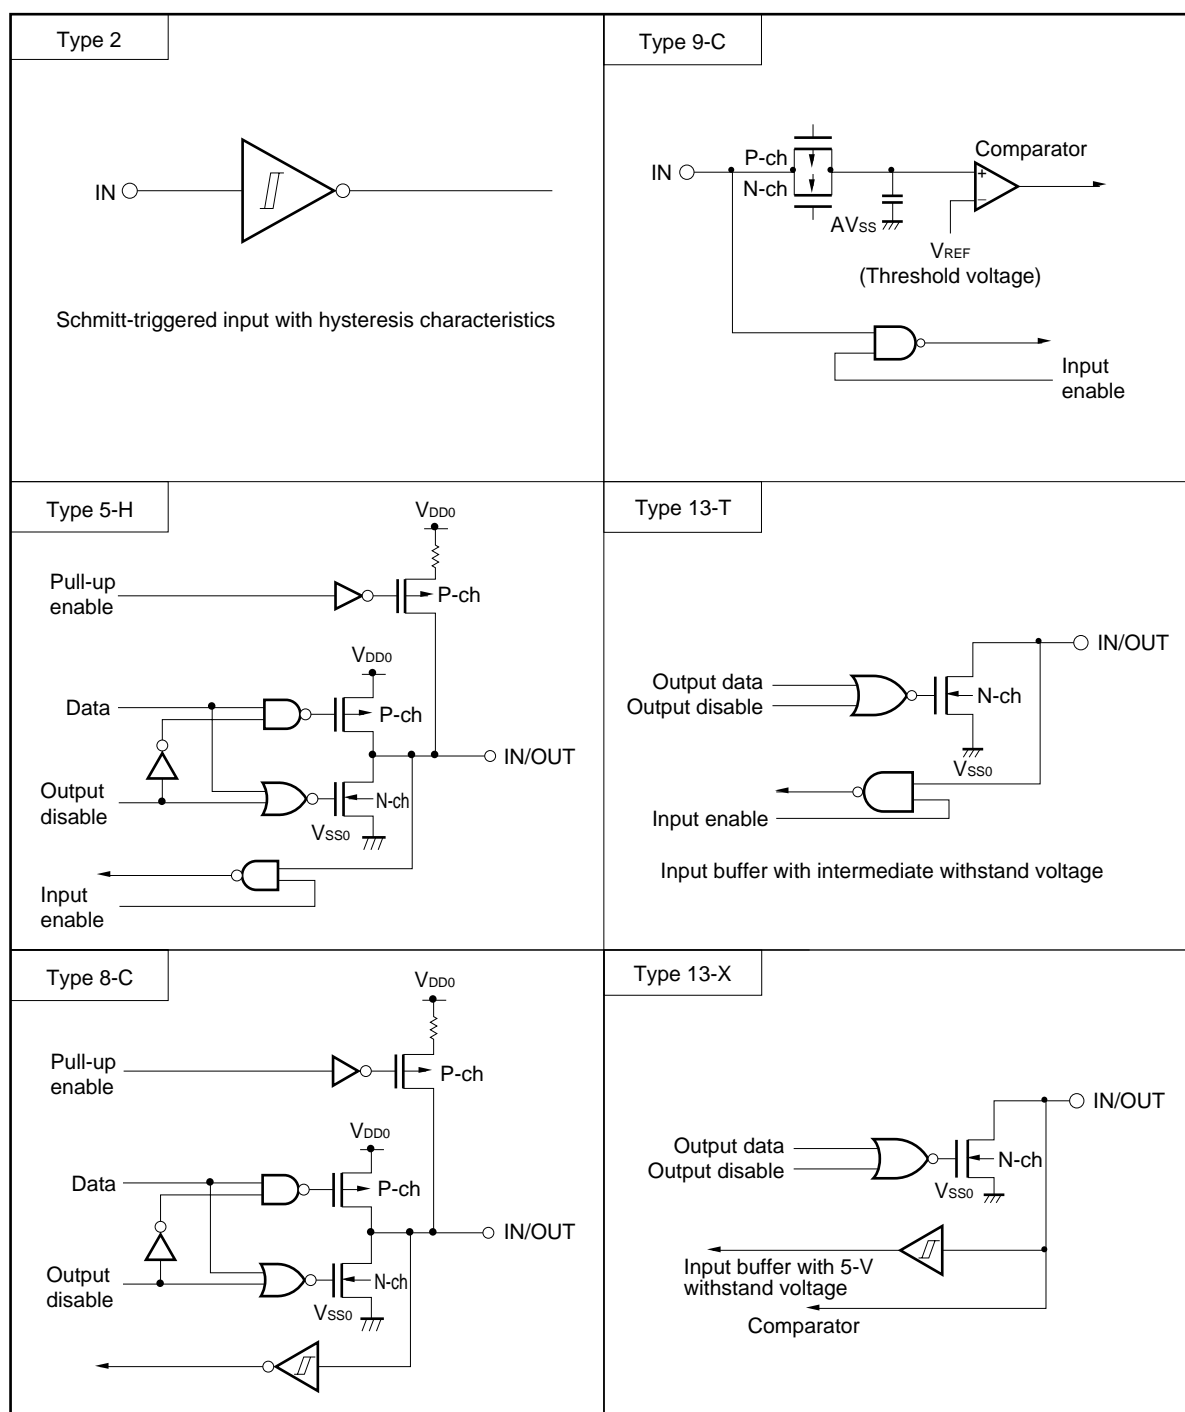 Type 2
IN
Schmitt-triggered input with hysteresis characteristics
Type 9-C
P-ch
Comparator
IN
N-ch
+
−
AVSS
VREF
(Threshold voltage)
Input
enable
Type 5-H
VDD0
Pull-up
enable
P-ch
VDD0
Data
P-ch
IN/OUT
Output
disable
N-ch
VSS0
Input
enable
Type 13-T
IN/OUT
Output data
Output disable
N-ch
VSS0
Input enable
Input buffer with intermediate withstand voltage
Type 8-C
VDD0
Pull-up
enable
P-ch
VDD0
Data
P-ch
IN/OUT
Output
disable
N-ch
VSS0
Type 13-X
IN/OUT
Output data
Output disable
N-ch
VSS0
Input buffer with 5-V
withstand voltage
Comparator